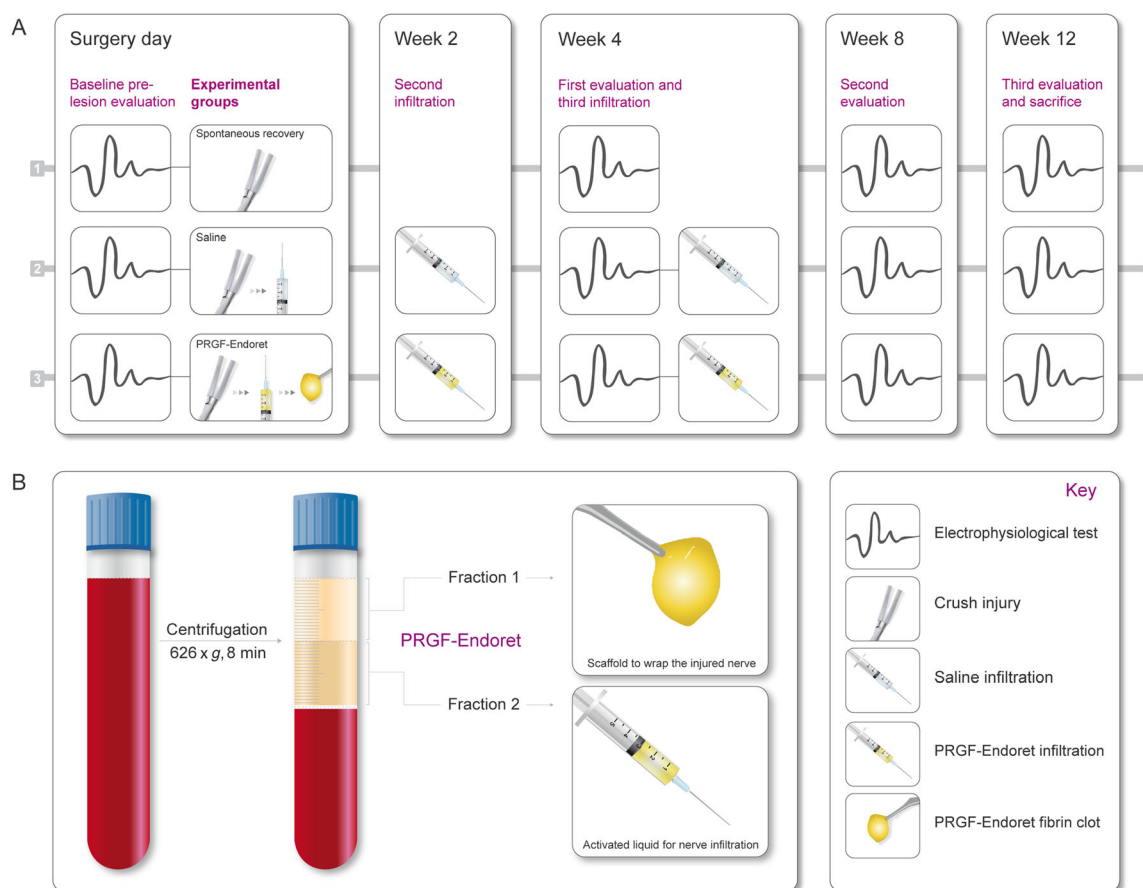 A
Surgery day
Week 2
Week 4
Week 8
Week 12
Baseline pre-
lesion evaluation
Experimental
groups
Second
infiltration
First evaluation and
third infiltration
Second
evaluation
Third evaluation
and sacrifice
1
Spontaneous recovery
2
Saline
3
PRGF-Endoret
B
Centrifugation
626 x g, 8 min
Fraction 1
PRGF-Endoret
Fraction 2
Scaffold to wrap the injured nerve
Activated liquid for nerve infiltration
Key
Electrophysiological test
Crush injury
Saline infiltration
PRGF-Endoret infiltration
PRGF-Endoret fibrin clot